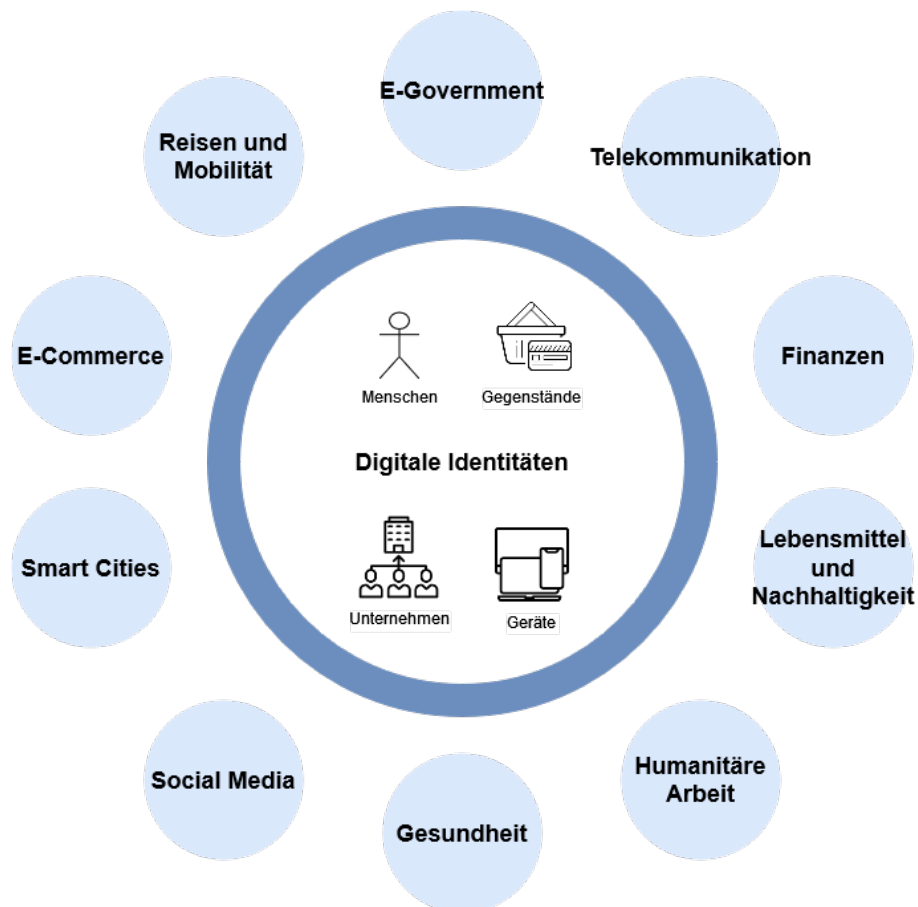 E-Government
Reisen und
Mobilität
Telekommunikation
E-Commerce
Finanzen
Menschen
Gegenstände
Digitale Identitäten
Smart Cities
Lebensmittel
und
Nachhaltigkeit
Unternehmen
Geräte
Social Media
Humanitäre
Arbeit
Gesundheit